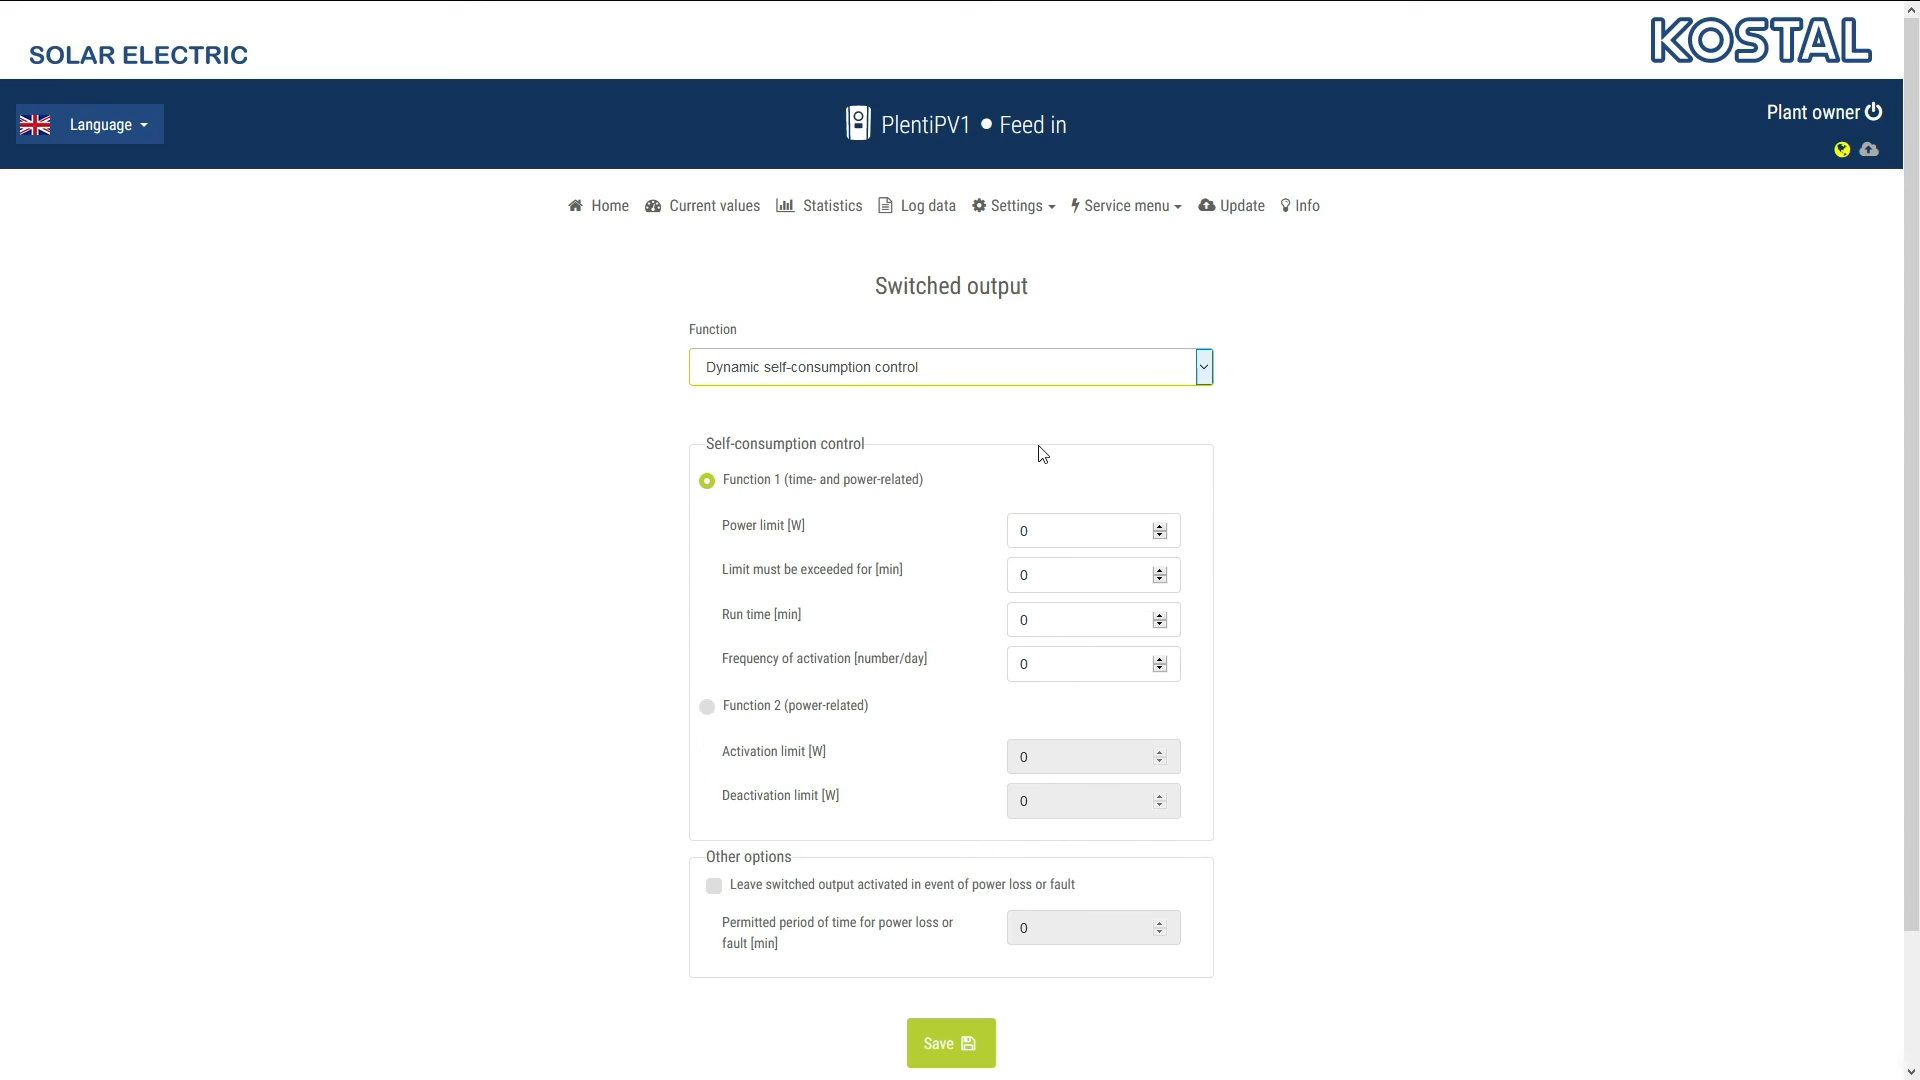 SOLAR ELECTRIC
KOSTAL
Language
PlentiPV1 • Feed in
Plant owner
Home Current values Statistics Log data Settings Service menu Update Info
Switched output
Function
Dynamic self-consumption control
Self-consumption control
Function 1 (time- and power-related)
Power limit [W] 0
Limit must be exceeded for [min] 0
Run time [min] 0
Frequency of activation [number/day] 0
Function 2 (power-related)
Activation limit [W] 0
Deactivation limit [W] 0
Other options
Leave switched output activated in event of power loss or fault
Permitted period of time for power loss or 0
fault [min]
Save